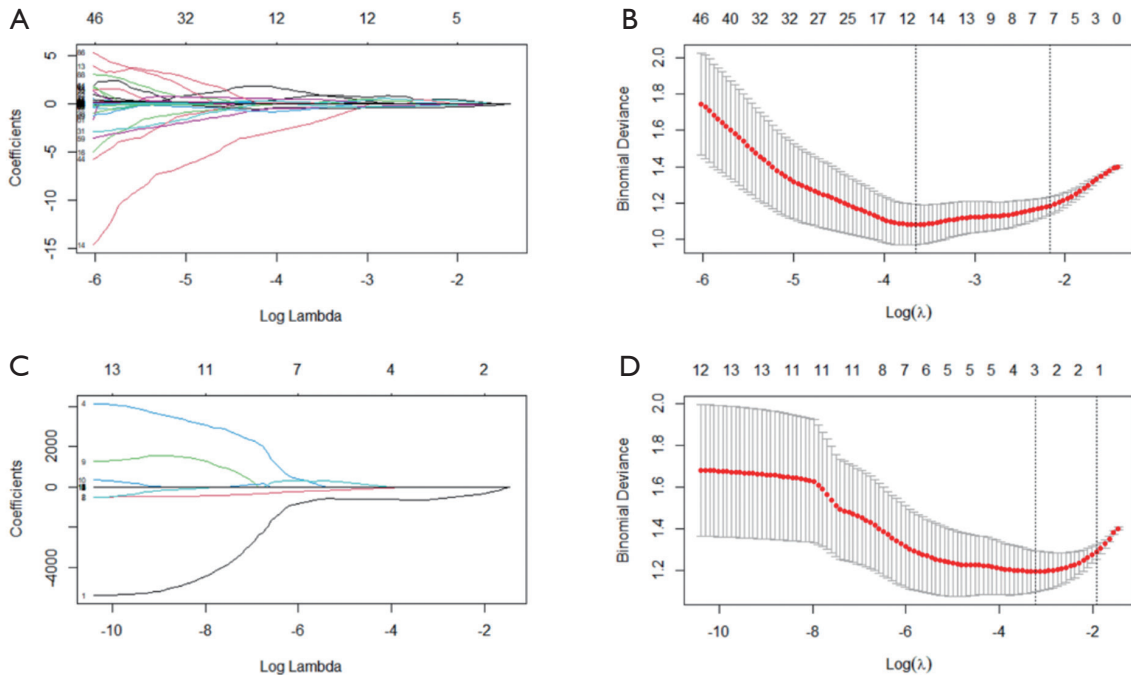 A
46 32 12 12 5
5
0
-5
-10
-15
Coefficients
14
-6 -5 -4 -3 -2
Log Lambda
B
46 40 32 32 27 25 17 12 14 13 9 8 7 7 5 3 0
2.0
1.8
1.6
1.4
1.2
1.0
Binomial Deviance
-6 -5 -4 -3 -2
Log(λ)
C
13 11 7 4 2
2000
0
-4000
Coefficients
4
9
10
1
-10 -8 -6 -4 -2
Log Lambda
D
12 13 13 11 11 11 8 7 6 5 5 5 4 3 2 2 1
2.0
1.8
1.6
1.4
1.2
Binomial Deviance
-10 -8 -6 -4 -2
Log(λ)